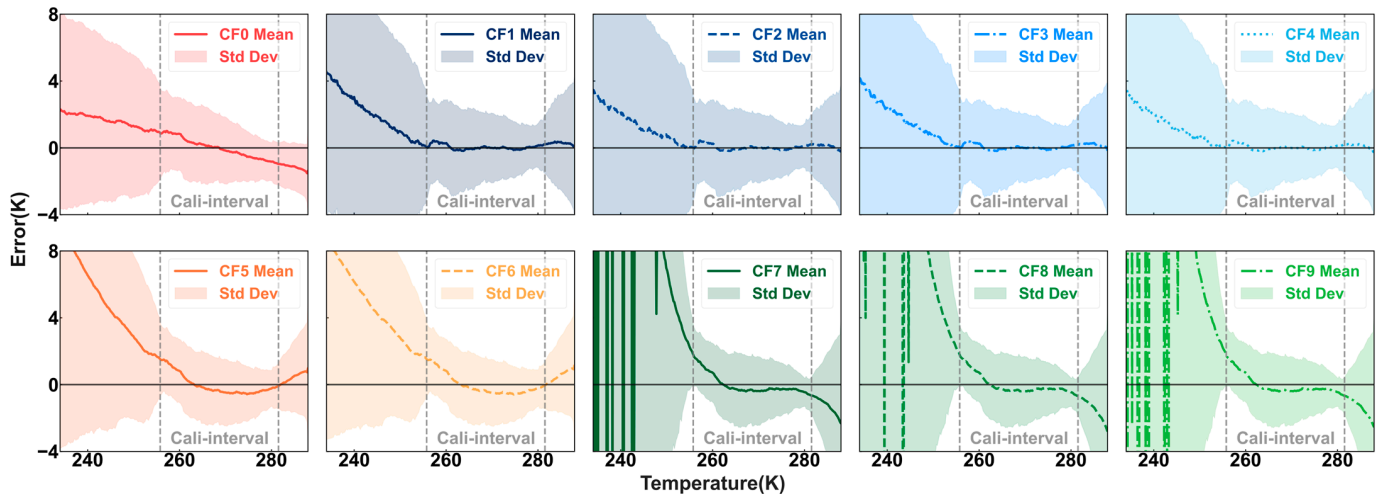 8
4
0
−4
Error(K)
CF0 Mean
Std Dev
Cali-interval
CF1 Mean
Std Dev
Cali-interval
CF2 Mean
Std Dev
Cali-interval
CF3 Mean
Std Dev
Cali-interval
CF4 Mean
Std Dev
Cali-interval
8
4
0
−4
CF5 Mean
Std Dev
Cali-interval
CF6 Mean
Std Dev
Cali-interval
CF7 Mean
Std Dev
Cali-interval
CF8 Mean
Std Dev
Cali-interval
CF9 Mean
Std Dev
Cali-interval
240 260 280 240 260 280 240 260 280 240 260 280 240 260 280
Temperature(K)